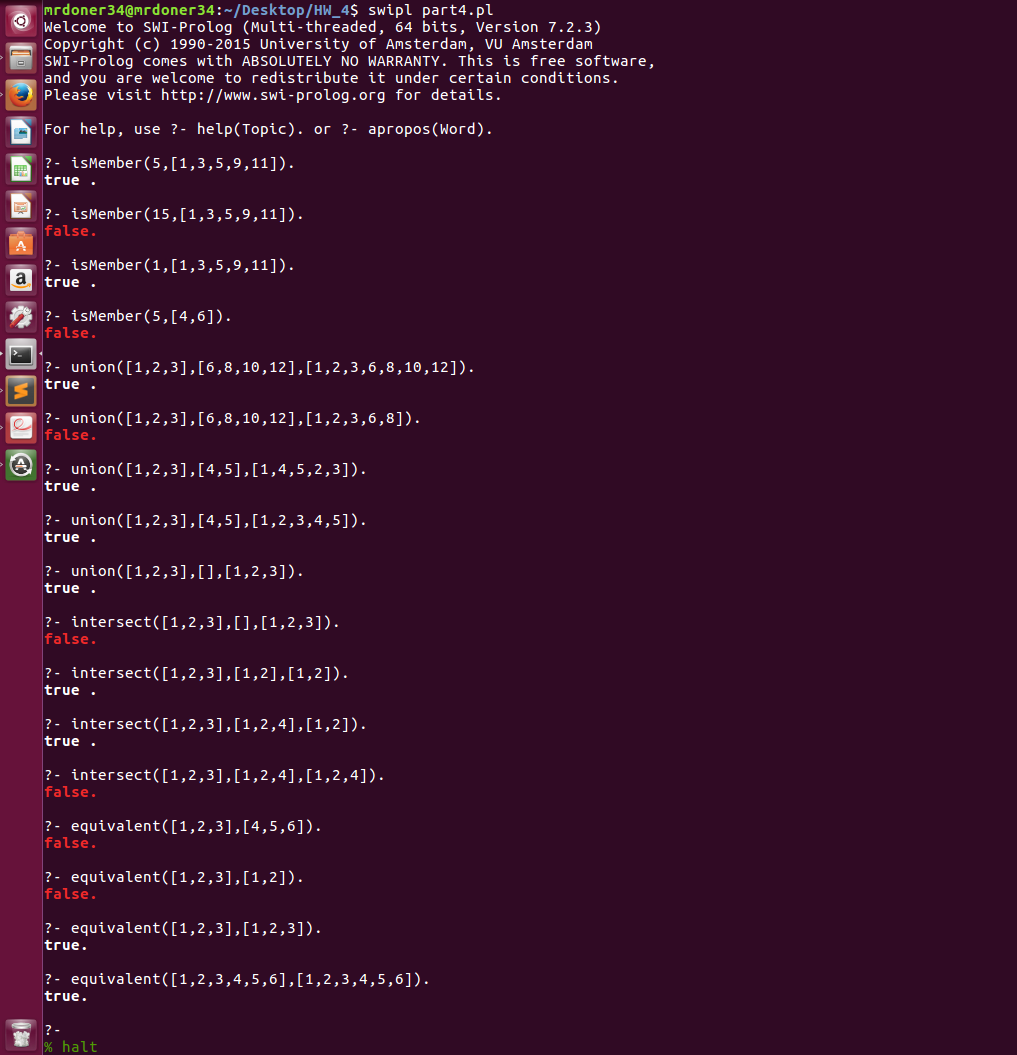 mrdoner34@mrdoner34:~/Desktop/HW_4$ swipl part4.pl
Welcome to SWI-Prolog (Multi-threaded, 64 bits, Version 7.2.3)
Copyright (c) 1990-2015 University of Amsterdam, VU Amsterdam
SWI-Prolog comes with ABSOLUTELY NO WARRANTY. This is free software,
and you are welcome to redistribute it under certain conditions.
Please visit http://www.swi-prolog.org for details.

For help, use ?- help(Topic). or ?- apropos(Word).

?- isMember(5,[1,3,5,9,11]).
true .

?- isMember(15,[1,3,5,9,11]).
false.

?- isMember(1,[1,3,5,9,11]).
true .

?- isMember(5,[4,6]).
false.

?- union([1,2,3],[6,8,10,12],[1,2,3,6,8,10,12]).
true .

?- union([1,2,3],[6,8,10,12],[1,2,3,6,8]).
false.

?- union([1,2,3],[4,5],[1,4,5,2,3]).
true .

?- union([1,2,3],[4,5],[1,2,3,4,5]).
true .

?- union([1,2,3],[],[1,2,3]).
true .

?- intersect([1,2,3],[],[1,2,3]).
false.

?- intersect([1,2,3],[1,2],[1,2]).
true .

?- intersect([1,2,3],[1,2,4],[1,2]).
true .

?- intersect([1,2,3],[1,2,4],[1,2,4]).
false.

?- equivalent([1,2,3],[4,5,6]).
false.

?- equivalent([1,2,3],[1,2]).
false.

?- equivalent([1,2,3],[1,2,3]).
true.

?- equivalent([1,2,3,4,5,6],[1,2,3,4,5,6]).
true.

?-
% halt